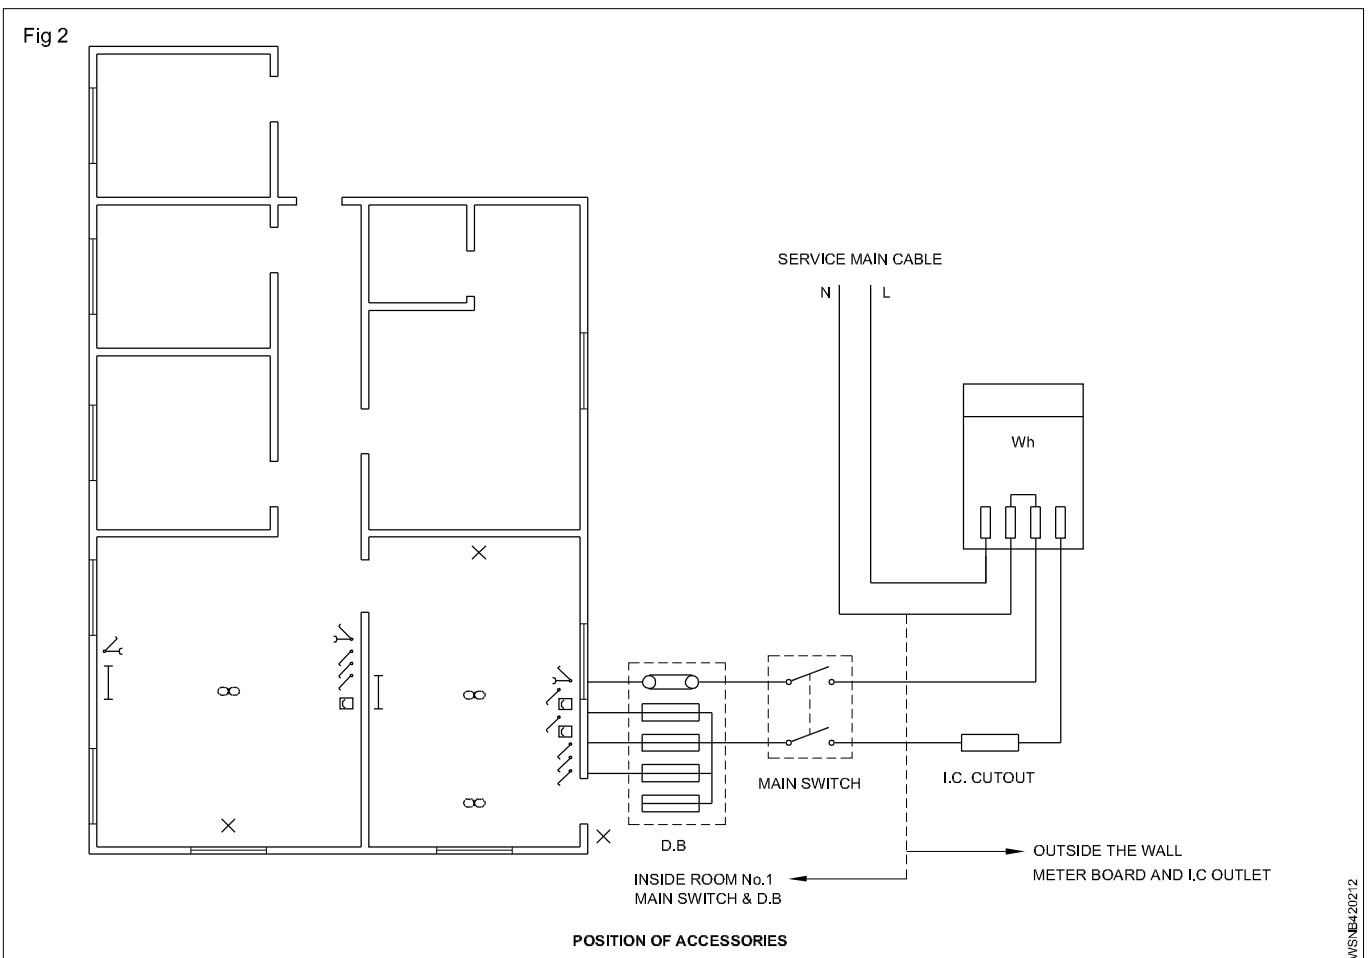 Fig 2
SERVICE MAIN CABLE
N L
Wh
MAIN SWITCH
I.C. CUTOUT
D.B
OUTSIDE THE WALL
METER BOARD AND I.C OUTLET
INSIDE ROOM No.1
MAIN SWITCH & D.B
POSITION OF ACCESSORIES
WSNB420212